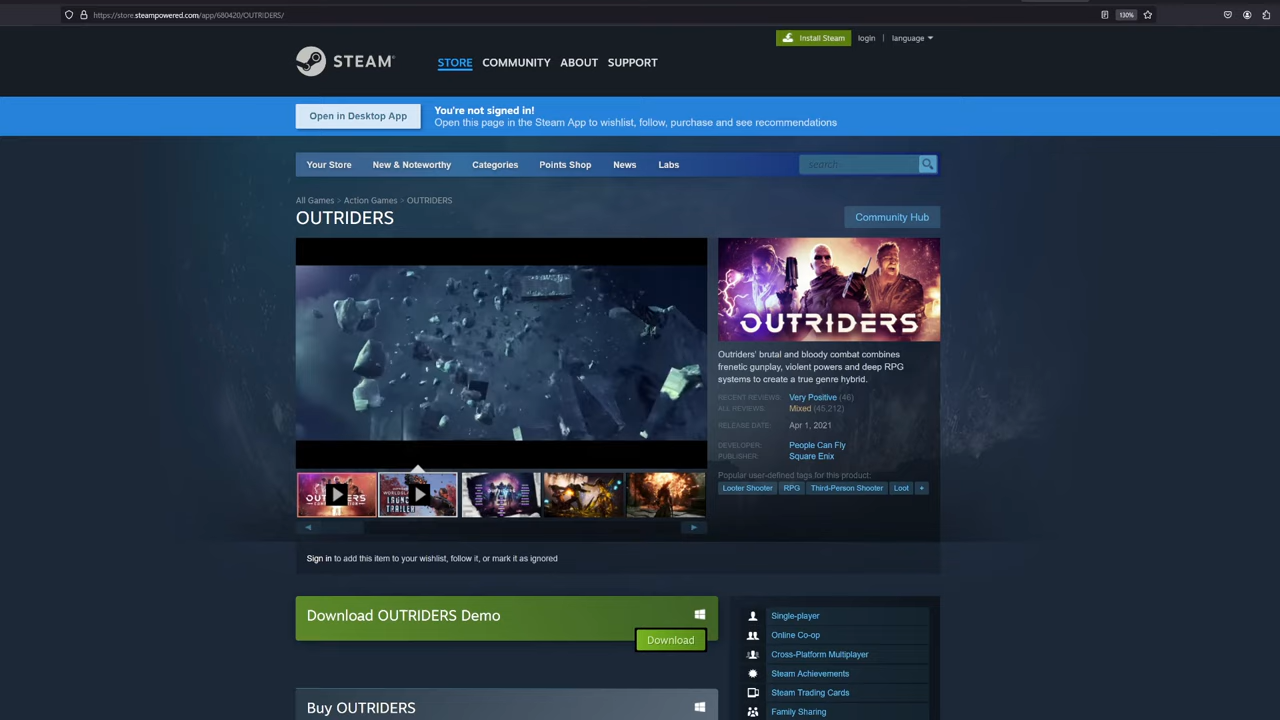 https://store.steampowered.com/app/680420/OUTRIDERS/
130%
Install Steam
login
language
STEAM®
STORE
COMMUNITY
ABOUT
SUPPORT
Open in Desktop App
You're not signed in!
Open this page in the Steam App to wishlist, follow, purchase and see recommendations
Your Store
New & Noteworthy
Categories
Points Shop
News
Labs
search
All Games > Action Games > OUTRIDERS
OUTRIDERS
Community Hub
OUTRIDERS
Outriders' brutal and bloody combat combines
frenetic gunplay, violent powers and deep RPG
systems to create a true genre hybrid.
RECENT REVIEWS: Very Positive (46)
ALL REVIEWS: Mixed (45,212)
RELEASE DATE: Apr 1, 2021
DEVELOPER: People Can Fly
PUBLISHER: Square Enix
Popular user-defined tags for this product:
Looter Shooter
RPG
Third-Person Shooter
Loot
+
Sign in to add this item to your wishlist, follow it, or mark it as ignored
Download OUTRIDERS Demo
Download
Buy OUTRIDERS
Single-player
Online Co-op
Cross-Platform Multiplayer
Steam Achievements
Steam Trading Cards
Family Sharing